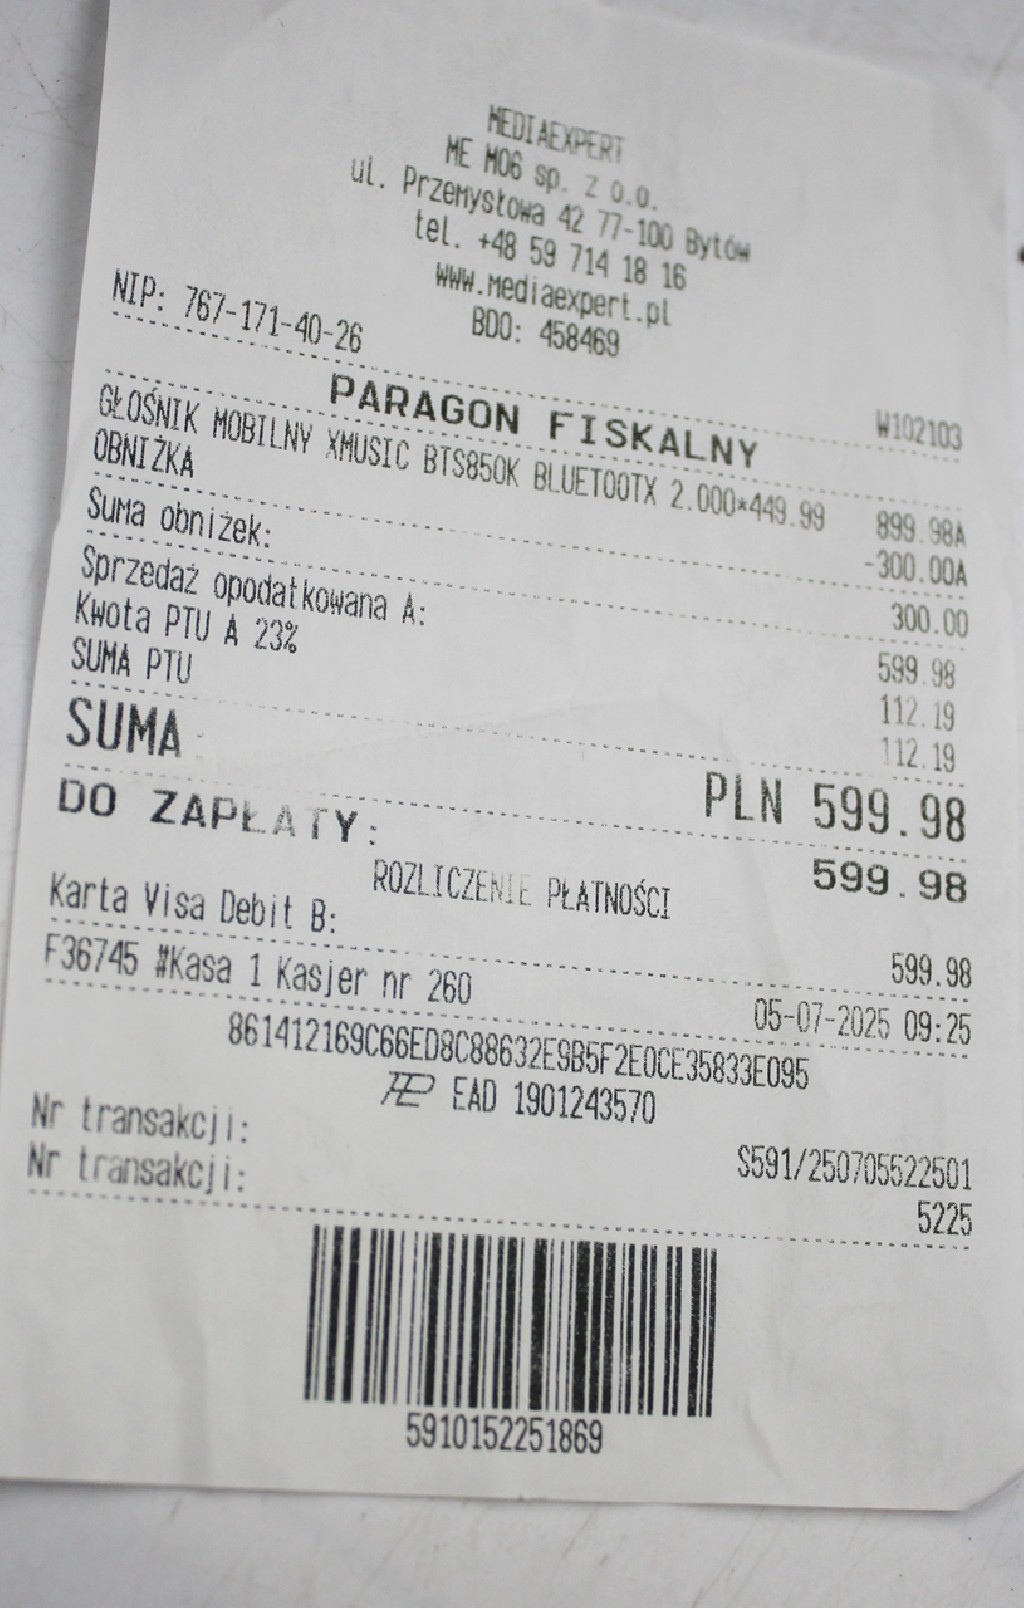 MEDIAEXPERT
ME M06 sp. z o.o.
ul. Przemysłowa 42 77-100 Bytów
tel. +48 59 714 18 16
www.mediaexpert.pl
BDO: 458469
NIP: 767-171-40-26
W102103
PARAGON FISKALNY
GŁOŚNIK MOBILNY XMUSIC BTS850K BLUETOOTX 2.000*449.99 899.98A
OBNIŻKA -300.00A
Suma obniżek: 300.00
Sprzedaż opodatkowana A: 599.98
Kwota PTU A 23% 112.19
SUMA PTU 112.19
SUMA PLN 599.98
DO ZAPŁATY: 599.98
ROZLICZENIE PŁATNOŚCI
Karta Visa Debit B: 599.98
F36745 #Kasa 1 Kasjer nr 260 05-07-2025 09:25
861412169C66ED8C88632E9B5F2E0CE35833E095
EAD 1901243570
Nr transakcji: S591/250705522501
Nr transakcji: 5225
5910152251869